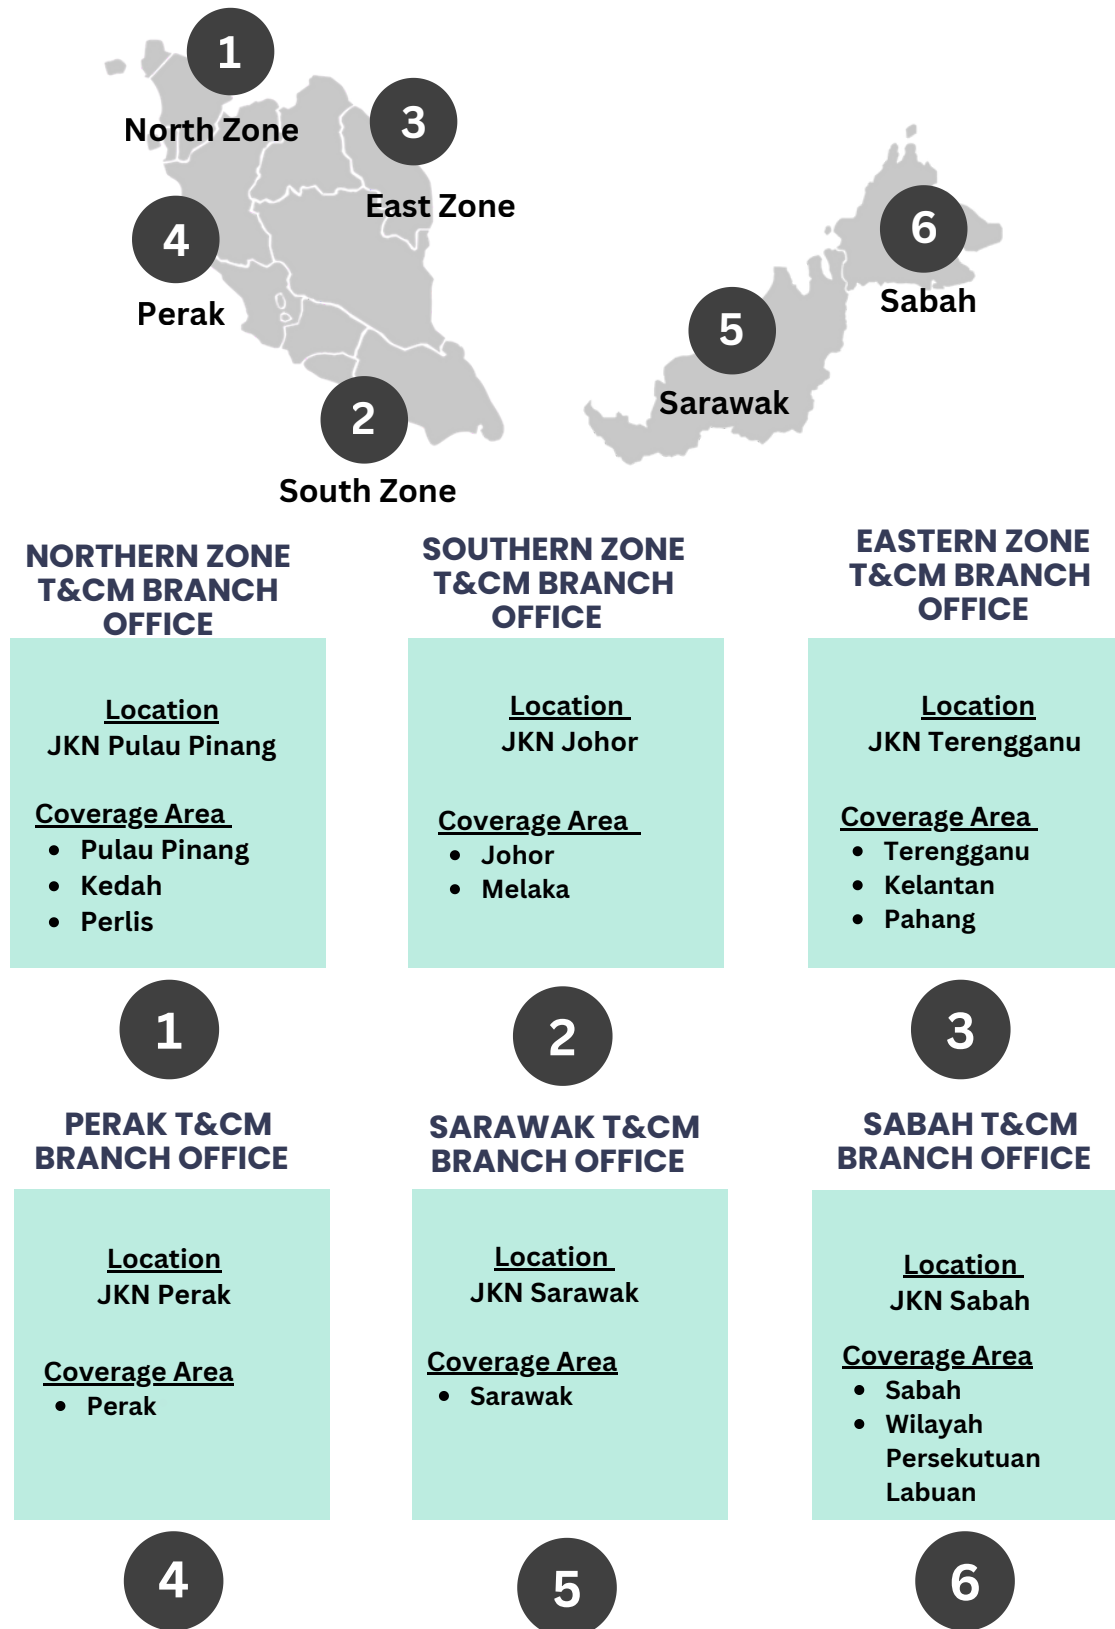 1
North Zone
3
East Zone
4
Perak
6
Sabah
5
Sarawak
2
South Zone
NORTHERN ZONE
T&CM BRANCH
OFFICE
Location
JKN Pulau Pinang
Coverage Area
• Pulau Pinang
• Kedah
• Perlis
1
SOUTHERN ZONE
T&CM BRANCH
OFFICE
Location
JKN Johor
Coverage Area
• Johor
• Melaka
2
EASTERN ZONE
T&CM BRANCH
OFFICE
Location
JKN Terengganu
Coverage Area
• Terengganu
• Kelantan
• Pahang
3
PERAK T&CM
BRANCH OFFICE
Location
JKN Perak
Coverage Area
• Perak
4
SARAWAK T&CM
BRANCH OFFICE
Location
JKN Sarawak
Coverage Area
• Sarawak
5
SABAH T&CM
BRANCH OFFICE
Location
JKN Sabah
Coverage Area
• Sabah
• Wilayah
Persekutuan
Labuan
6